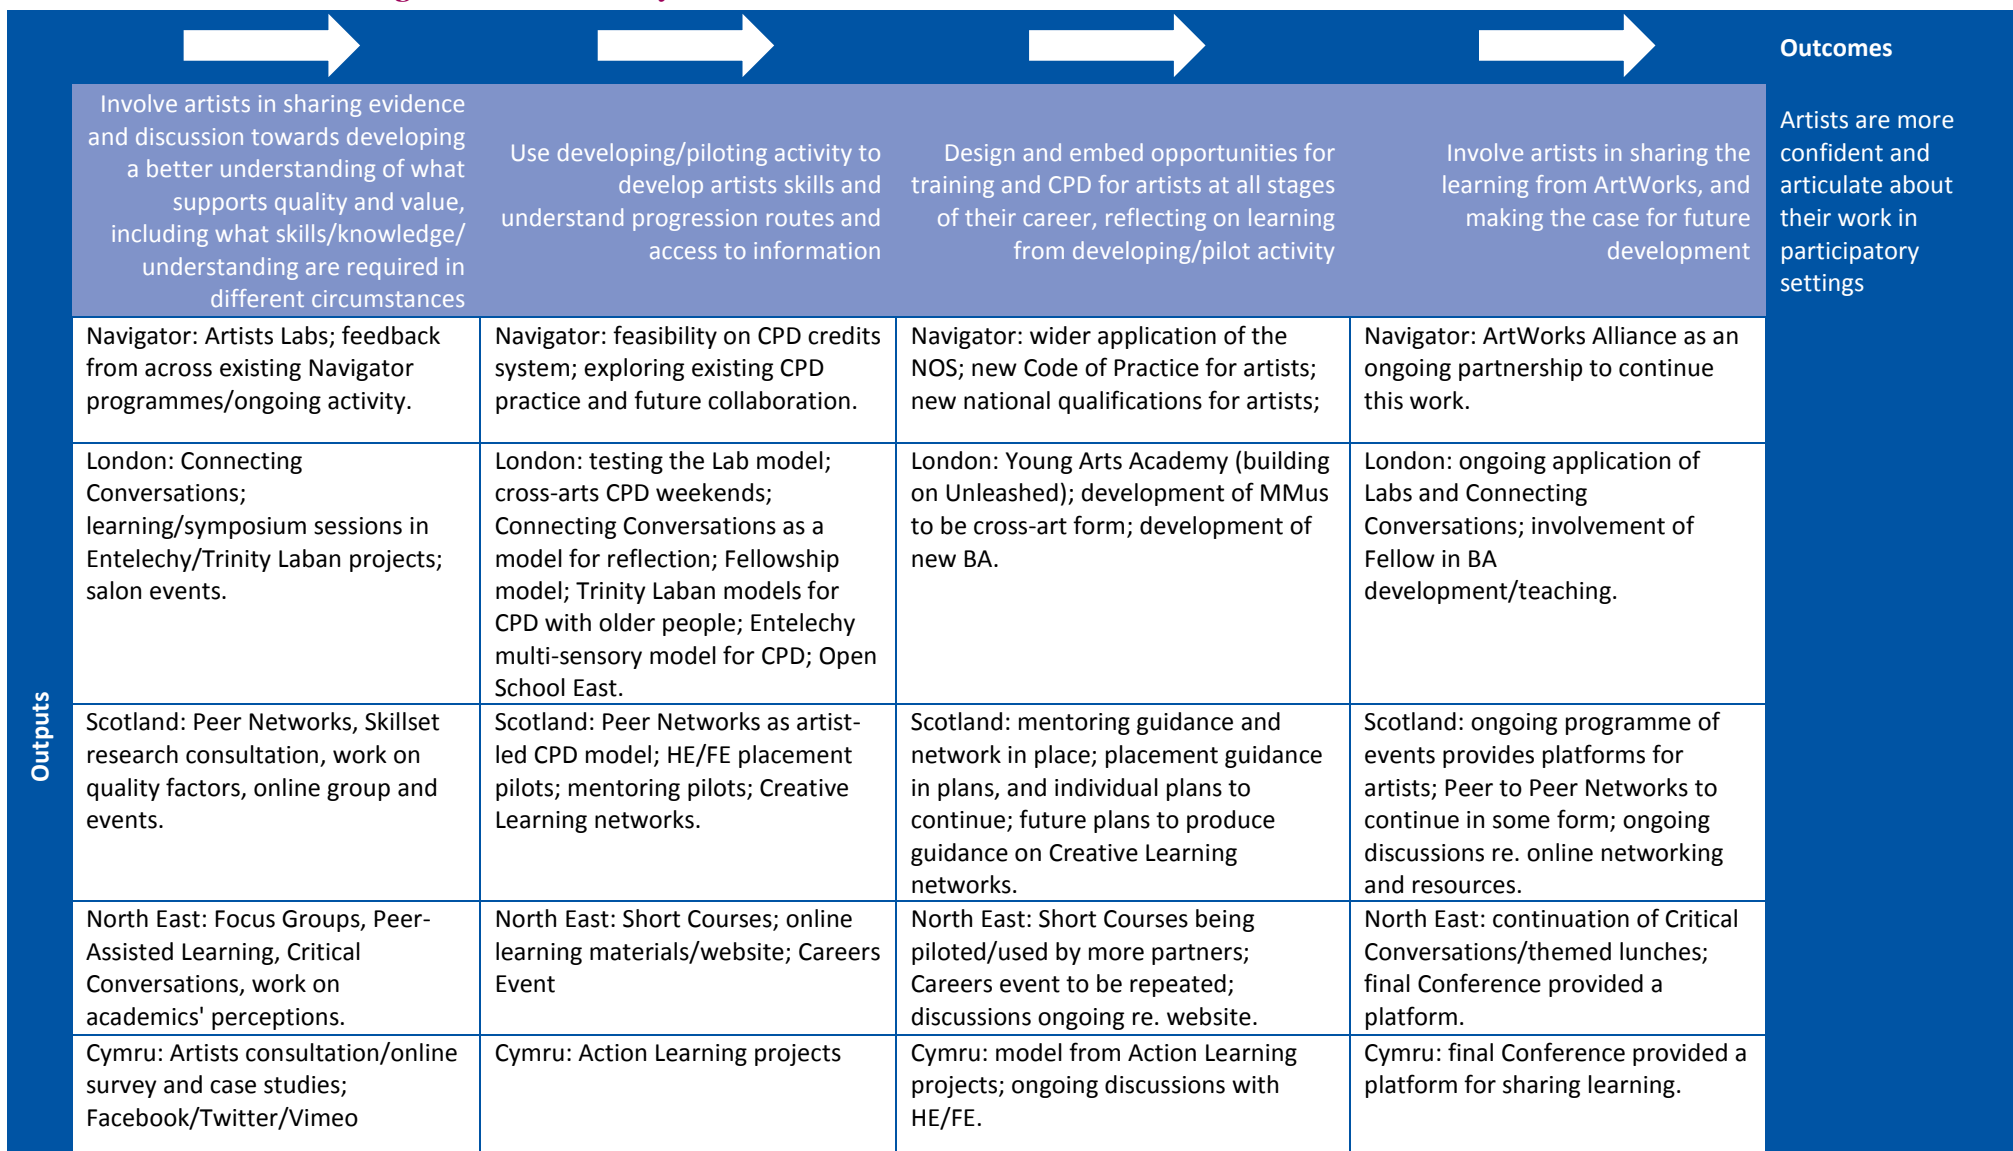 Outcomes
Involve artists in sharing evidence
and discussion towards developing
a better understanding of what
supports quality and value,
including what skills/knowledge/
understanding are required in
different circumstances
Use developing/piloting activity to
develop artists skills and
understand progression routes and
access to information
Design and embed opportunities for
training and CPD for artists at all stages
of their career, reflecting on learning
from developing/pilot activity
Involve artists in sharing the
learning from ArtWorks, and
making the case for future
development
Artists are more
confident and
articulate about
their work in
participatory
settings
Outputs
Navigator: Artists Labs; feedback
from across existing Navigator
programmes/ongoing activity.
Navigator: feasibility on CPD credits
system; exploring existing CPD
practice and future collaboration.
Navigator: wider application of the
NOS; new Code of Practice for artists;
new national qualifications for artists;
Navigator: ArtWorks Alliance as an
ongoing partnership to continue
this work.
London: Connecting
Conversations;
learning/symposium sessions in
Entelechy/Trinity Laban projects;
salon events.
London: testing the Lab model;
cross-arts CPD weekends;
Connecting Conversations as a
model for reflection; Fellowship
model; Trinity Laban models for
CPD with older people; Entelechy
multi-sensory model for CPD; Open
School East.
London: Young Arts Academy (building
on Unleashed); development of MMus
to be cross-art form; development of
new BA.
London: ongoing application of
Labs and Connecting
Conversations; involvement of
Fellow in BA
development/teaching.
Scotland: Peer Networks, Skillset
research consultation, work on
quality factors, online group and
events.
Scotland: Peer Networks as artist-
led CPD model; HE/FE placement
pilots; mentoring pilots; Creative
Learning networks.
Scotland: mentoring guidance and
network in place; placement guidance
in plans, and individual plans to
continue; future plans to produce
guidance on Creative Learning
networks.
Scotland: ongoing programme of
events provides platforms for
artists; Peer to Peer Networks to
continue in some form; ongoing
discussions re. online networking
and resources.
North East: Focus Groups, Peer-
Assisted Learning, Critical
Conversations, work on
academics' perceptions.
North East: Short Courses; online
learning materials/website; Careers
Event
North East: Short Courses being
piloted/used by more partners;
Careers event to be repeated;
discussions ongoing re. website.
North East: continuation of Critical
Conversations/themed lunches;
final Conference provided a
platform.
Cymru: Artists consultation/online
survey and case studies;
Facebook/Twitter/Vimeo
Cymru: Action Learning projects
Cymru: model from Action Learning
projects; ongoing discussions with
HE/FE.
Cymru: final Conference provided a
platform for sharing learning.